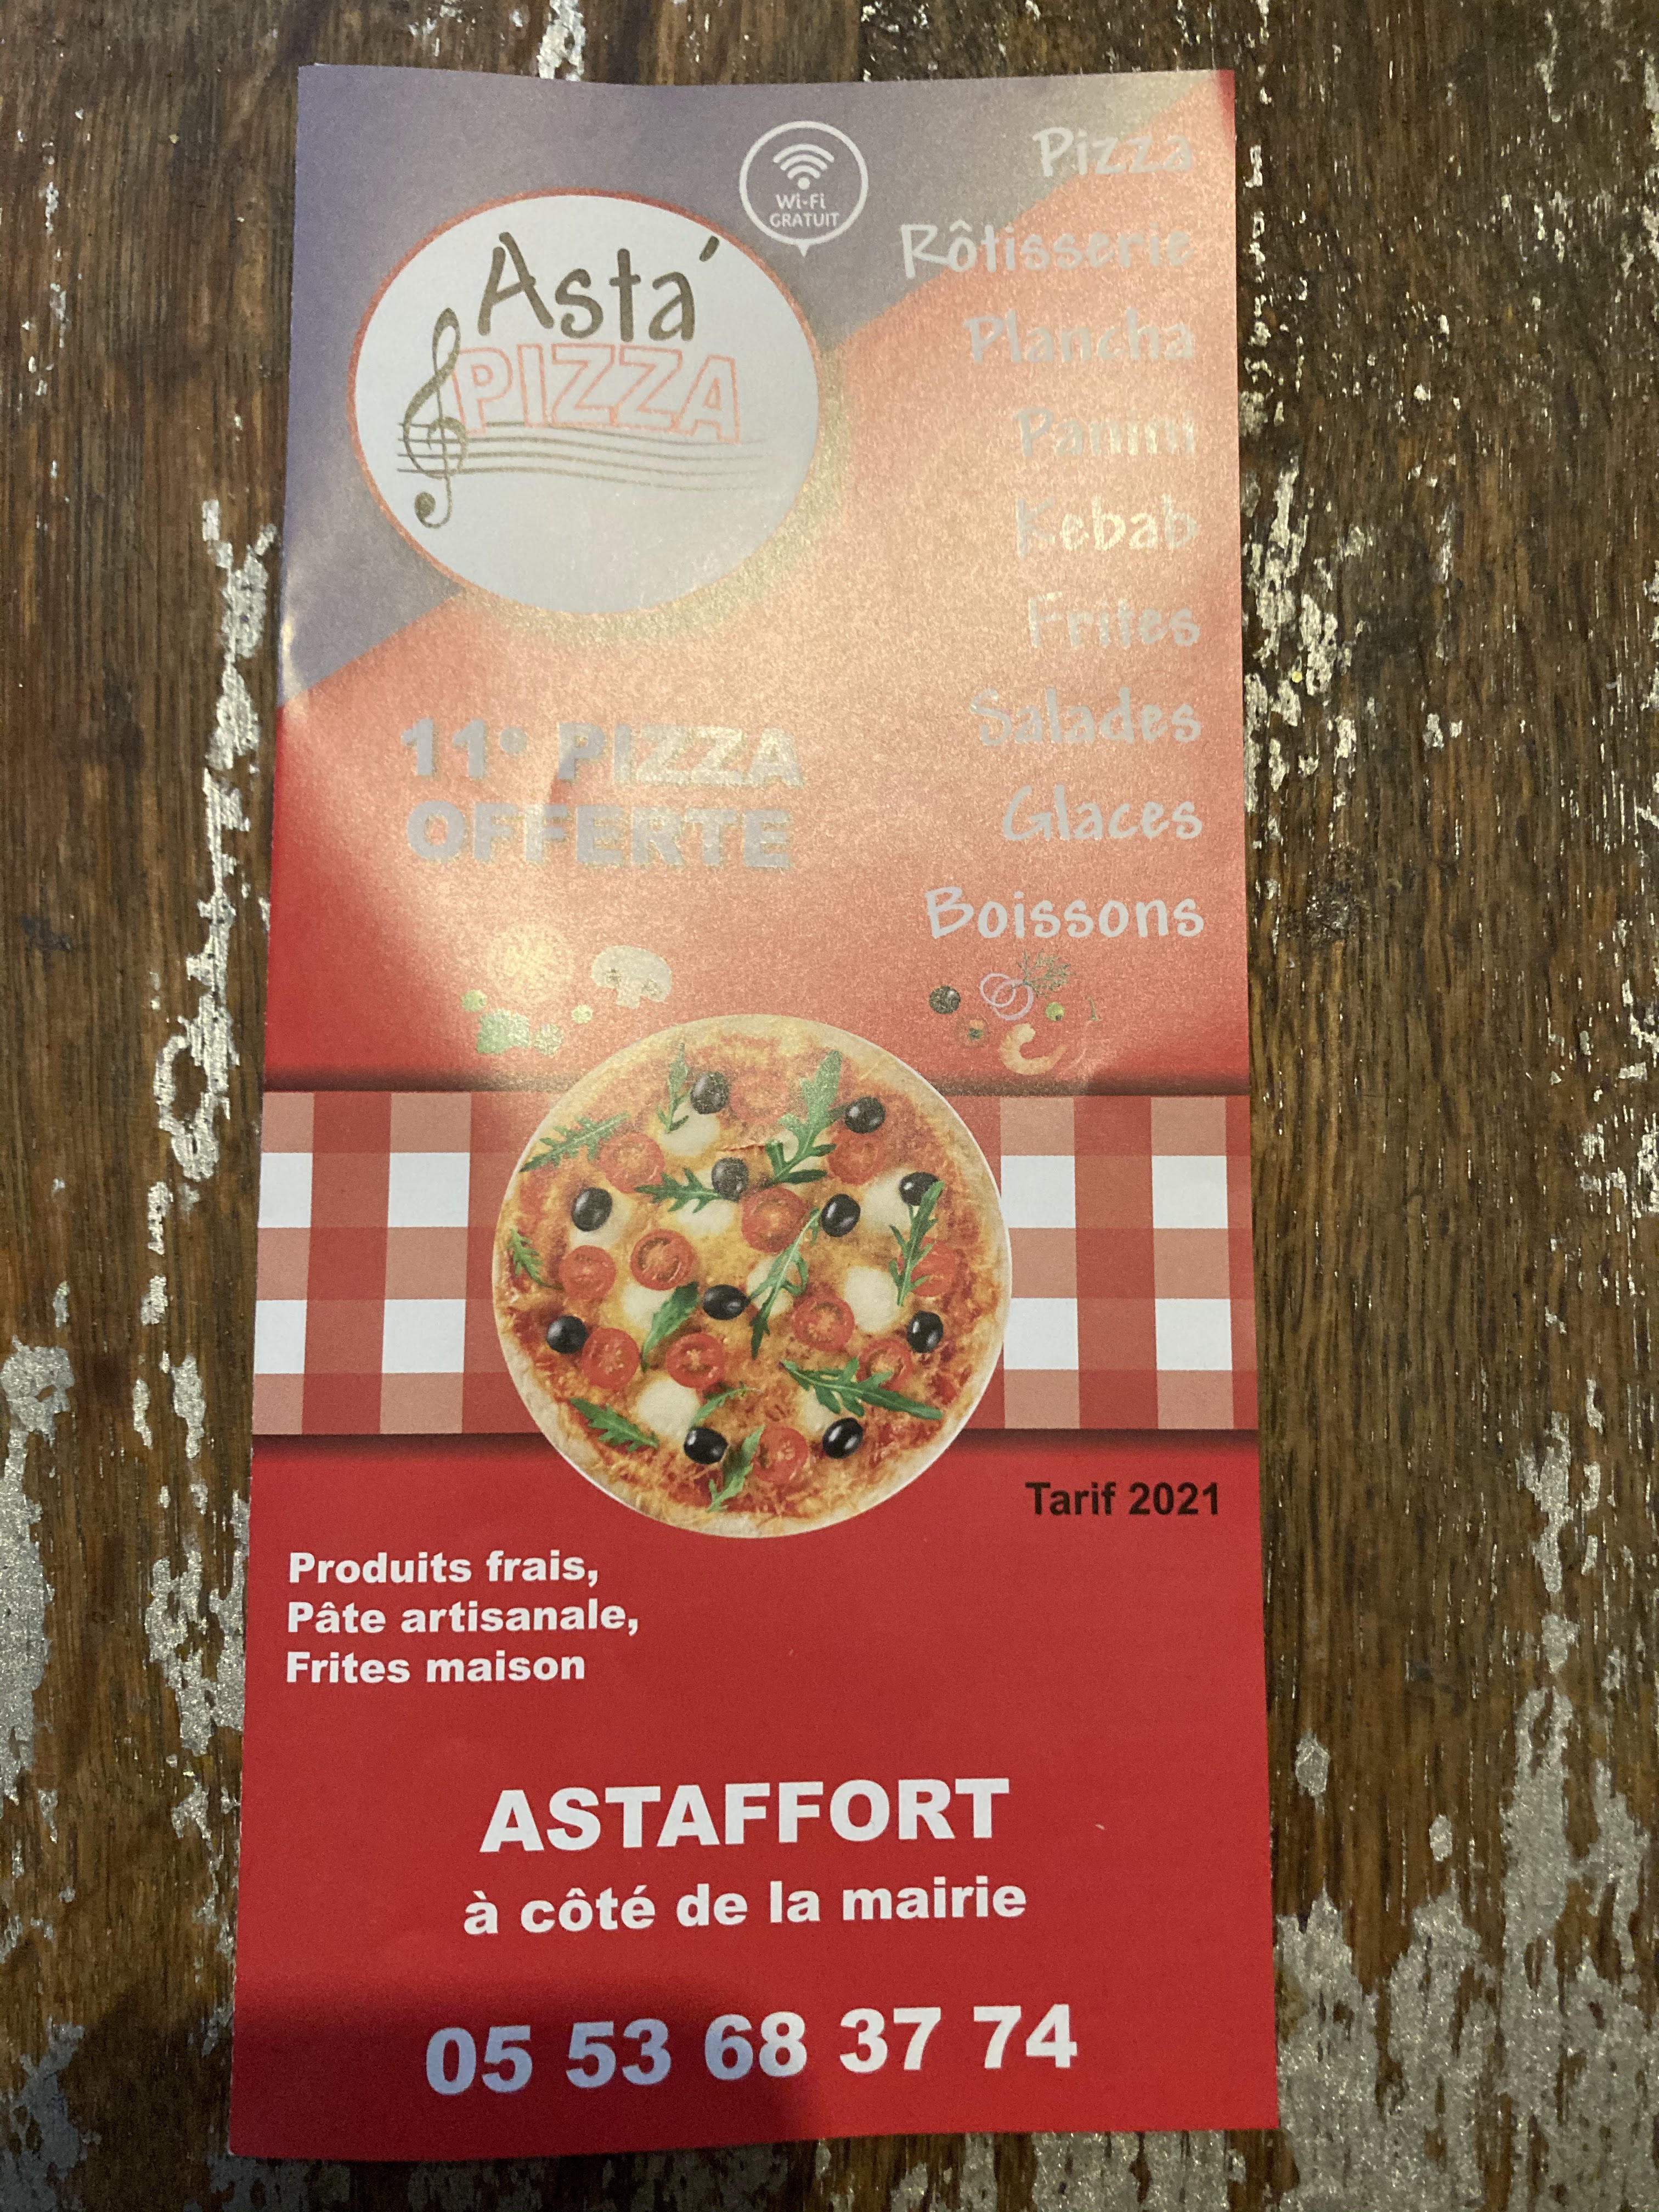 Wi-Fi
GRATUIT
Asta'
PIZZA
Pizza
Rôtisserie
Plancha
Panini
Kebab
Frites
Salades
Glaces
Boissons
11° PIZZA
OFFERTE
Tarif 2021
Produits frais,
Pâte artisanale,
Frites maison
ASTAFFORT
à côté de la mairie
05 53 68 37 74